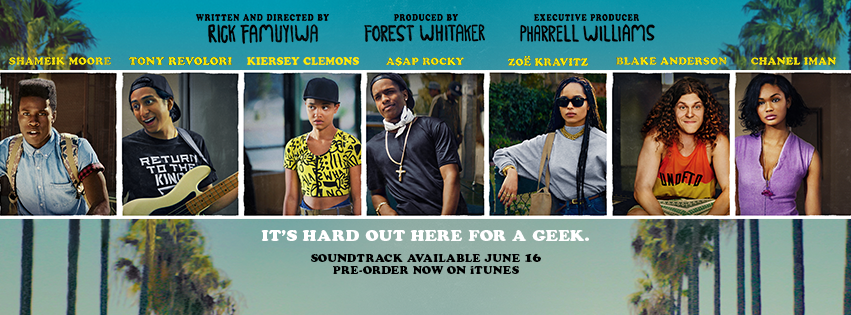 WRITTEN AND DIRECTED BY
RICK FAMUYIWA
PRODUCED BY
FOREST WHITAKER
EXECUTIVE PRODUCER
PHARRELL WILLIAMS
SHAMEIK MOORE
TONY REVOLORI
KIERSEY CLEMONS
A$AP ROCKY
ZOË KRAVITZ
BLAKE ANDERSON
CHANEL IMAN
RETURN
TO THE
KING
UNDFTD
IT'S HARD OUT HERE FOR A GEEK.
SOUNDTRACK AVAILABLE JUNE 16
PRE-ORDER NOW ON iTUNES